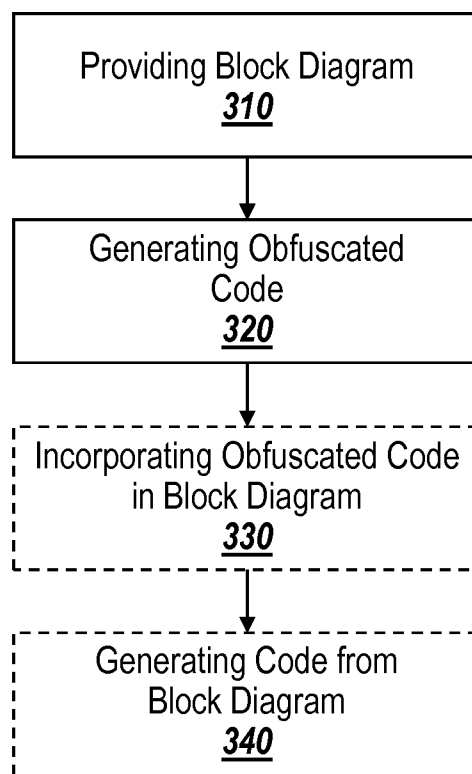 Providing Block Diagram
310
Generating Obfuscated
Code
320
Incorporating Obfuscated Code
in Block Diagram
330
Generating Code from
Block Diagram
340